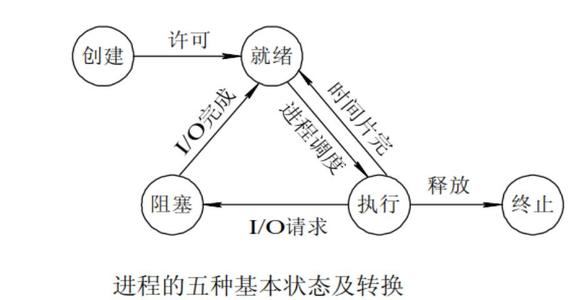 创建
许可
就绪
I/O完成
进程调度
时间片完
阻塞
I/O请求
执行
释放
终止
进程的五种基本状态及转换